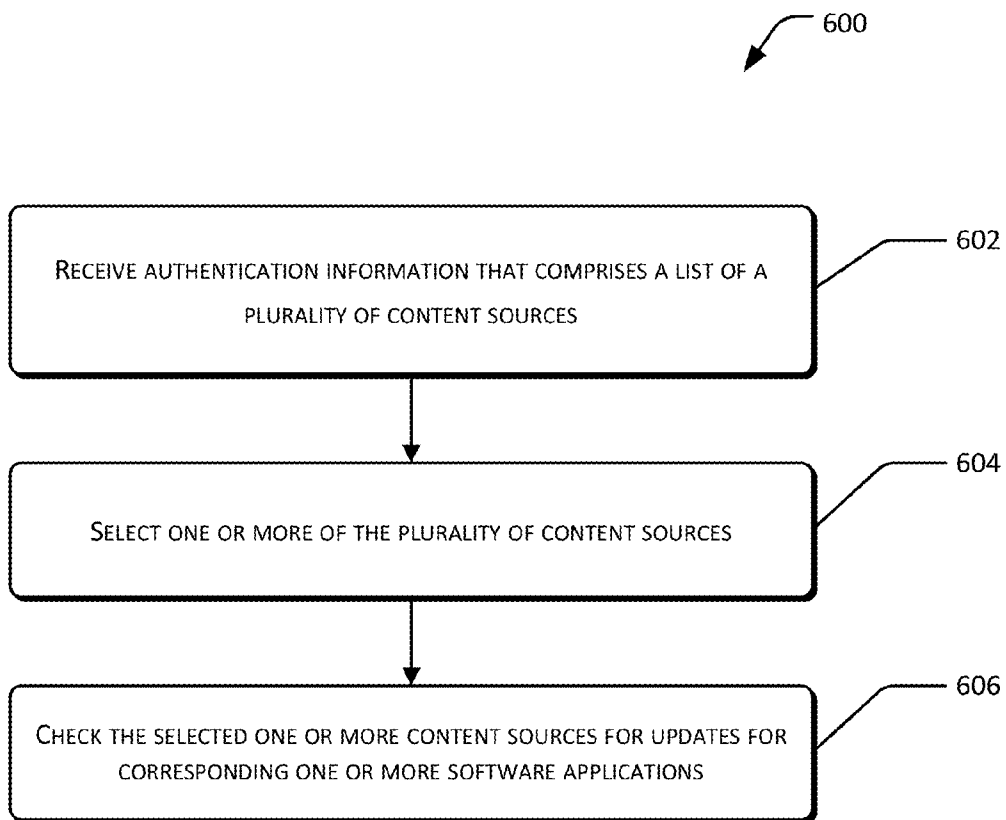 600
RECEIVE AUTHENTICATION INFORMATION THAT COMPRISES A LIST OF A
PLURALITY OF CONTENT SOURCES
602
SELECT ONE OR MORE OF THE PLURALITY OF CONTENT SOURCES
604
CHECK THE SELECTED ONE OR MORE CONTENT SOURCES FOR UPDATES FOR
CORRESPONDING ONE OR MORE SOFTWARE APPLICATIONS
606